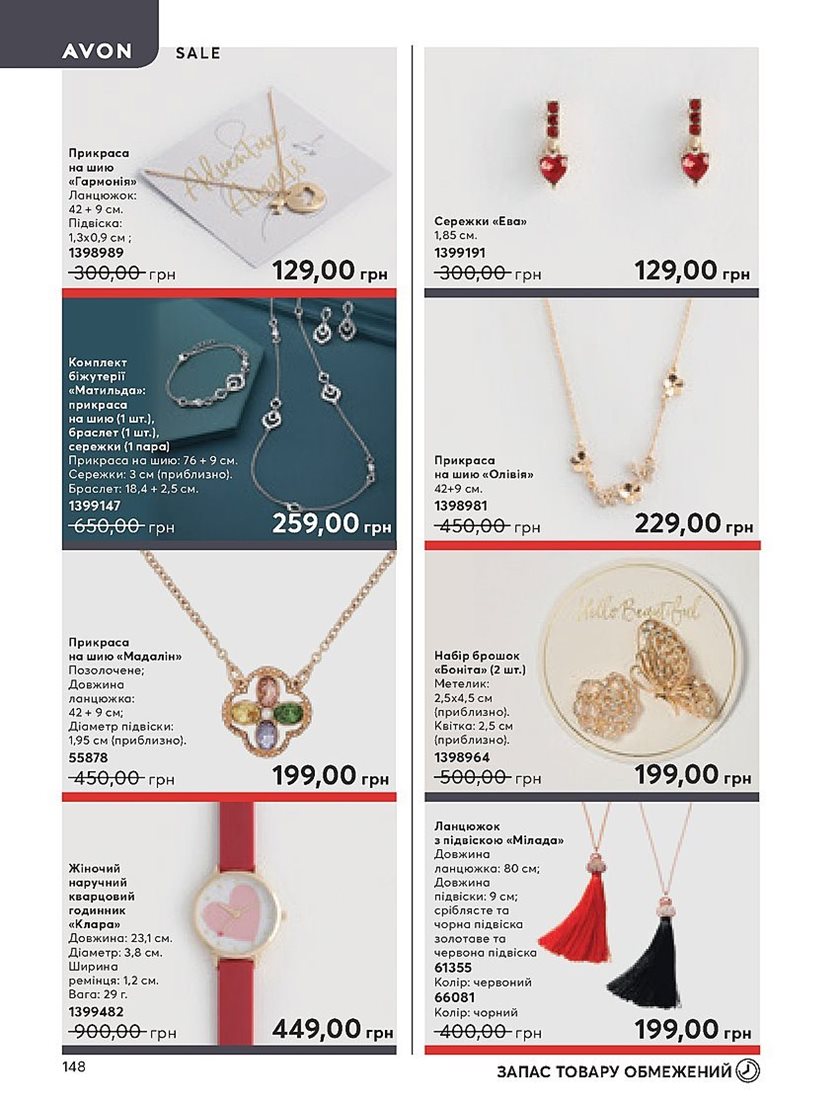 AVON
SALE
Adventure
Awaits
Прикраса
на шию
«Гармонія»
Ланцюжок:
42 + 9 см.
Підвіска:
1,3х0,9 см ;
1398989
300,00 грн
129,00 грн
Сережки «Ева»
1,85 см.
1399191
300,00 грн
129,00 грн
Комплект
біжутерії
«Матильда»:
прикраса
на шию (1 шт.),
браслет (1 шт.),
сережки (1 пара)
Прикраса на шию: 76 + 9 см.
Сережки: 3 см (приблизно).
Браслет: 18,4 + 2,5 см.
1399147
650,00 грн
259,00 грн
Прикраса
на шию «Олівія»
42+9 см.
1398981
450,00 грн
229,00 грн
Прикраса
на шию «Мадалін»
Позолочене;
Довжина
ланцюжка:
42 + 9 см;
Діаметр підвіски:
1,95 см (приблизно).
55878
450,00 грн
199,00 грн
Hello Beautiful
Набір брошок
«Боніта» (2 шт.)
Метелик:
2,5х4,5 см
(приблизно).
Квітка: 2,5 см
(приблизно).
1398964
500,00 грн
199,00 грн
Жіночий
наручний
кварцовий
годинник
«Клара»
Довжина: 23,1 см.
Діаметр: 3,8 см.
Ширина
ремінця: 1,2 см.
Вага: 29 г.
1399482
900,00 грн
449,00 грн
Ланцюжок
з підвіскою «Мілада»
Довжина
ланцюжка: 80 см;
Довжина
підвіски: 9 см;
сріблясте та
чорна підвіска
золотаве та
червона підвіска
61355
Колір: червоний
66081
Колір: чорний
400,00 грн
199,00 грн
148
ЗАПАС ТОВАРУ ОБМЕЖЕНИЙ